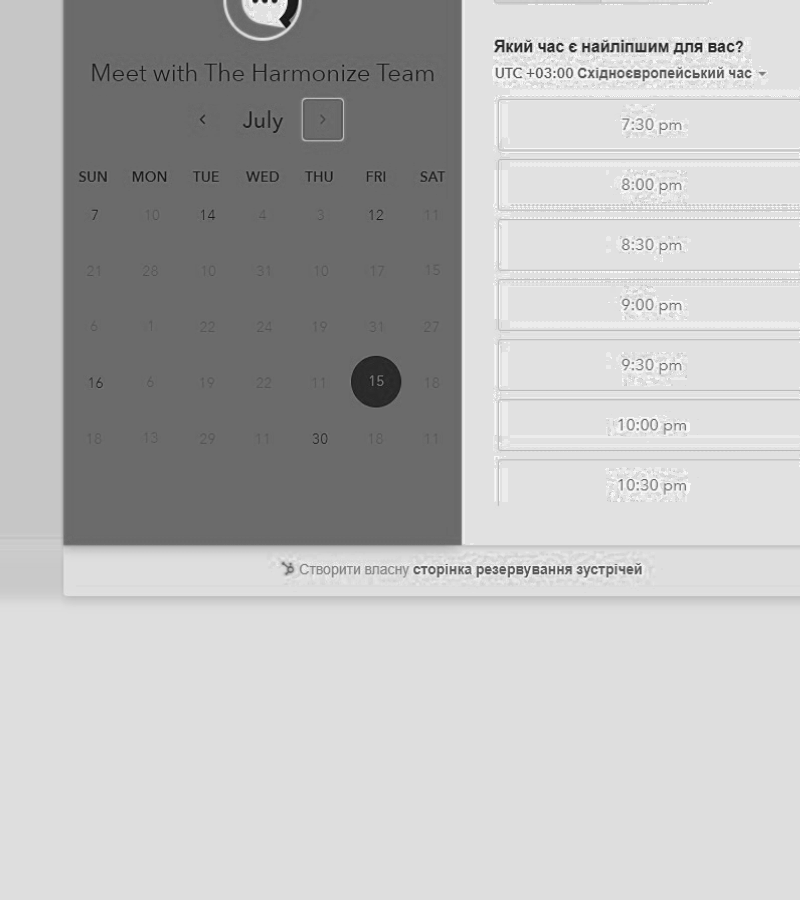 Meet with The Harmonize Team
July
SUN MON TUE WED THU FRI SAT
7 10 14 4 3 12 11
21 28 10 31 10 17 15
6 1 22 24 19 31 27
16 6 19 22 11 15 18
18 13 29 11 30 18 11
Який час є найліпшим для вас?
UTC +03:00 Східноєвропейський час
7:30 pm
8:00 pm
8:30 pm
9:00 pm
9:30 pm
10:00 pm
10:30 pm
Створити власну сторінка резервування зустрічей